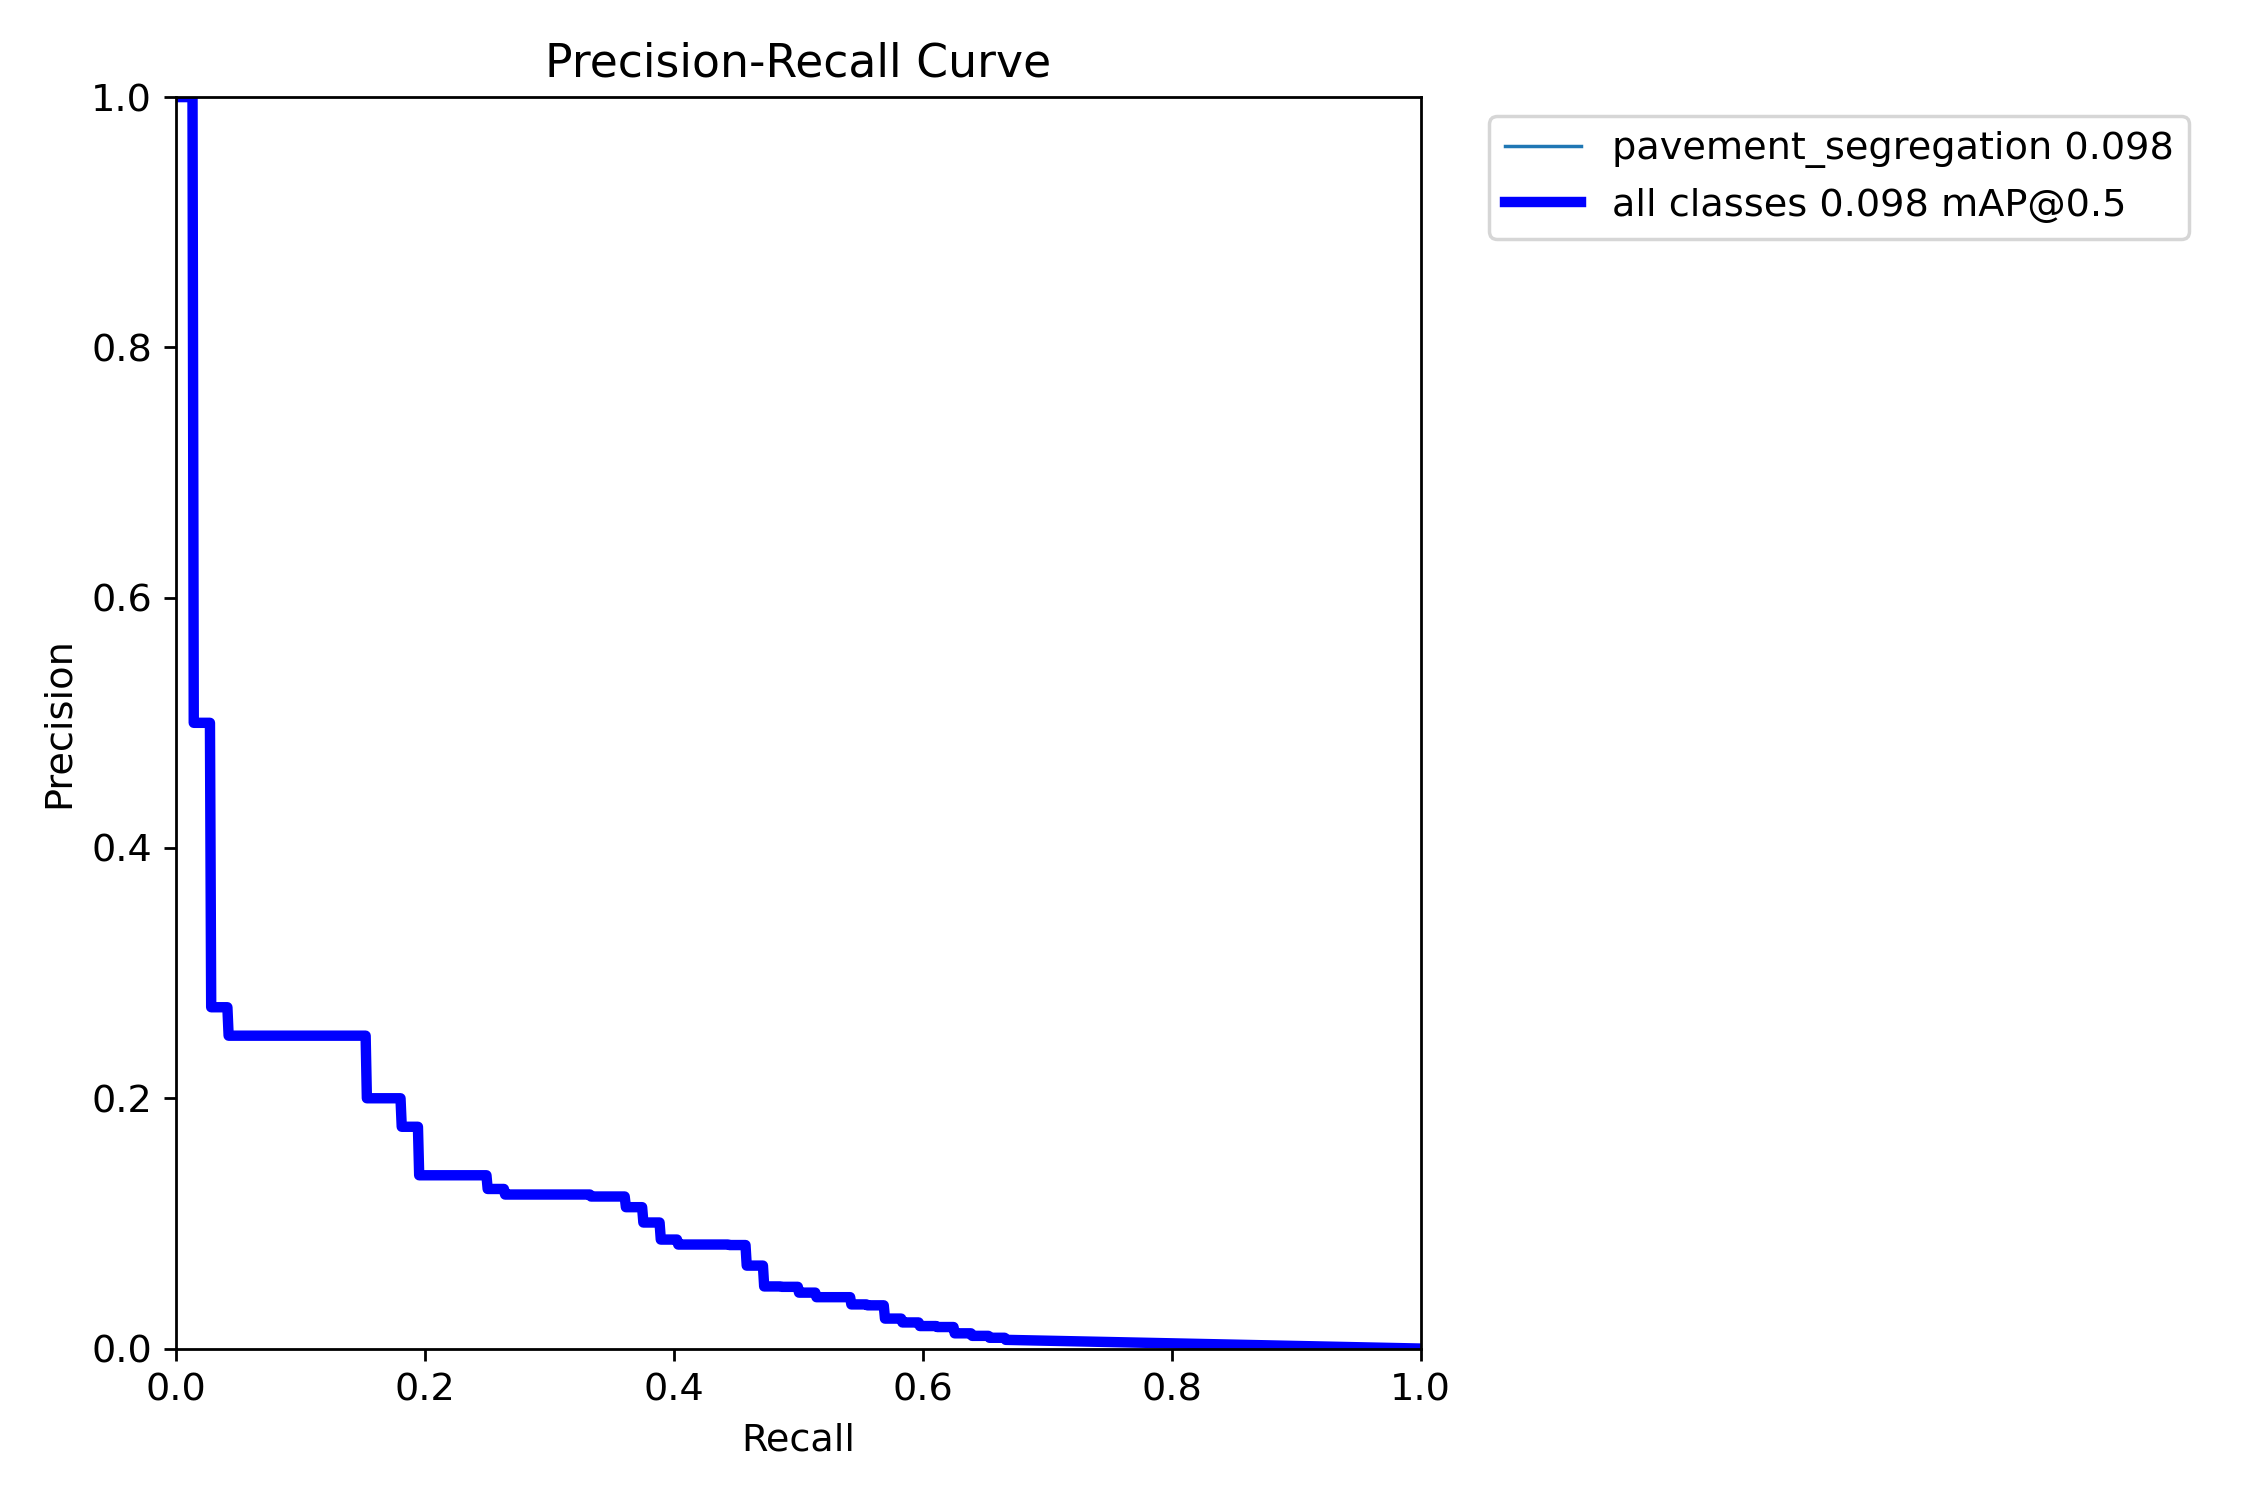 Precision-Recall Curve
1.0
0.8
0.6
0.4
0.2
0.0
Precision
0.0 0.2 0.4 0.6 0.8 1.0
Recall
pavement_segregation 0.098
all classes 0.098 mAP@0.5